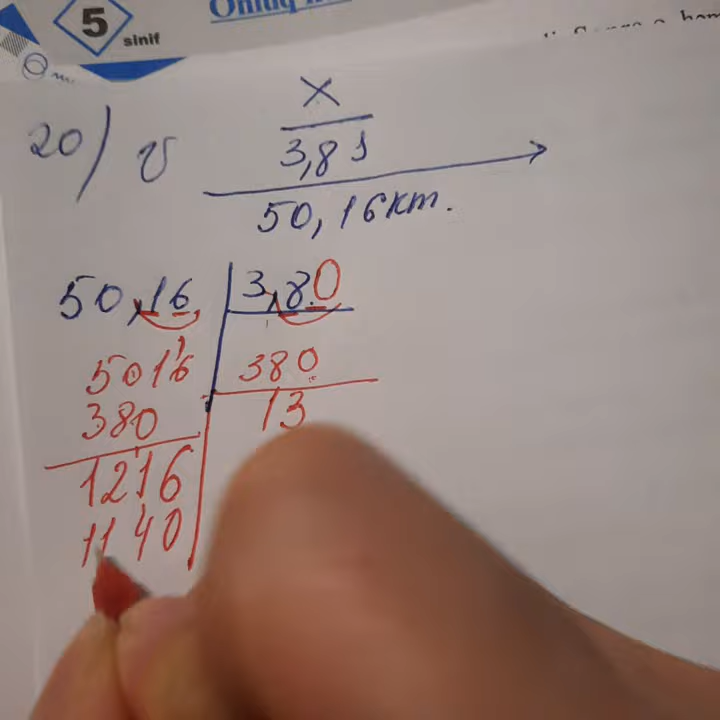 5
sinif
20) v
x
3,8 s
50,16 km.
50,16 3,80
5016 380
380 13
1216
1140